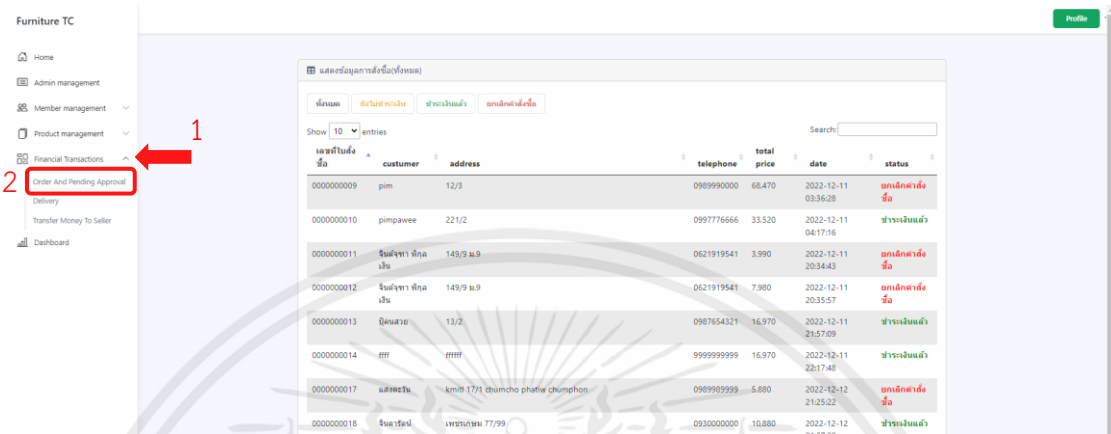 Furniture TC
Profile
Home
Admin management
Member management
Product management
1
Financial Transactions
2
Order And Pending Approval
Delivery
Transfer Money To Seller
Dashboard
แสดงข้อมูลการสั่งซื้อ(ทั้งหมด)
ทั้งหมด ยังไม่ชำระเงิน ชำระเงินแล้ว ยกเลิกคำสั่งซื้อ
Show 10 entries Search:
เลขที่ใบสั่ง total
ซื้อ custumer address telephone price date status
0000000009 pim 12/3 0989990000 68,470 2022-12-11 ยกเลิกคำสั่ง
03:36:28 ซื้อ
0000000010 pimpawee 221/2 0997776666 33,520 2022-12-11 ชำระเงินแล้ว
04:17:16
0000000011 จินต์จุฑา พิกุล 149/9 ม.9 0621919541 3,990 2022-12-11 ยกเลิกคำสั่ง
เงิน 20:34:43 ซื้อ
0000000012 จินต์จุฑา พิกุล 149/9 ม.9 0621919541 7,980 2022-12-11 ยกเลิกคำสั่ง
เงิน 20:35:57 ซื้อ
0000000013 ปิคนสวย 13/2 0987654321 16,970 2022-12-11 ชำระเงินแล้ว
21:57:09
0000000014 ffff ffffff 9999999999 16,970 2022-12-11 ชำระเงินแล้ว
22:17:48
0000000017 แสงตะวัน kmitl 17/1 chumcho phatiw chumphon 0989989999 5,880 2022-12-12 ยกเลิกคำสั่ง
21:25:22 ซื้อ
0000000018 จินดารัตน์ เพชรเกษม 77/99 0930000000 10,880 2022-12-12 ชำระเงินแล้ว